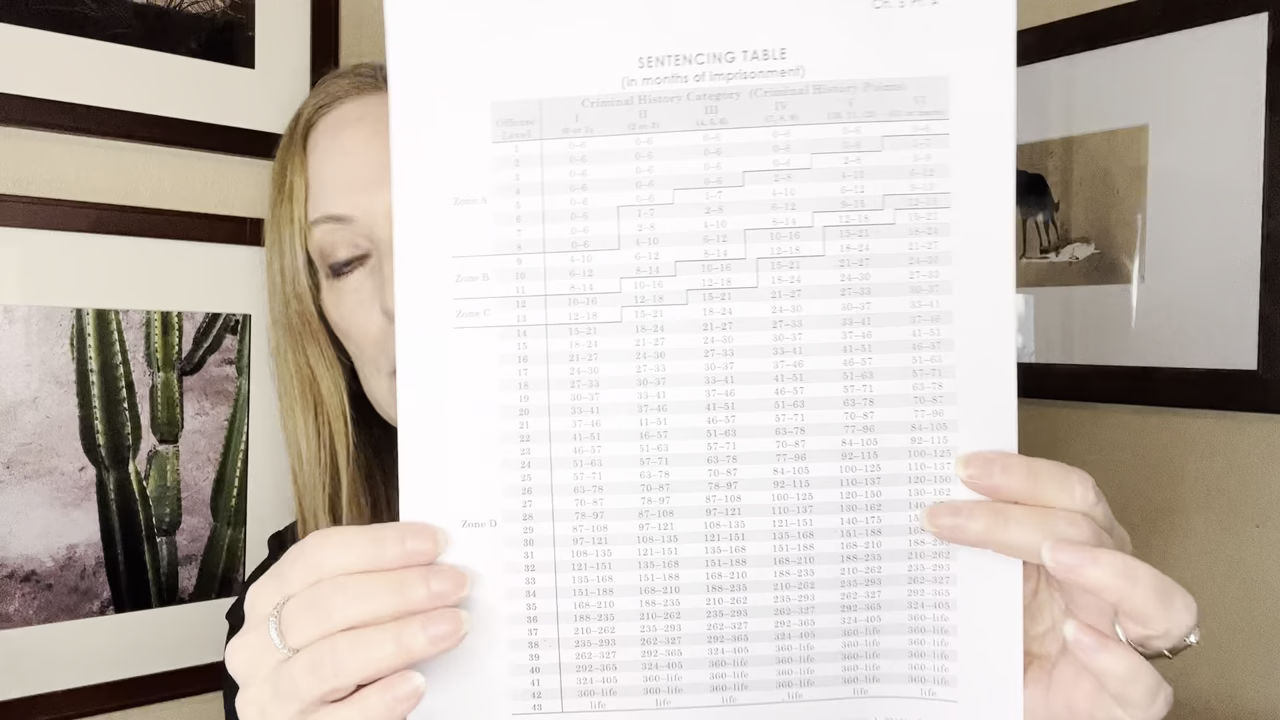 SENTENCING TABLE
(in months of imprisonment)
Criminal History Category (Criminal History Points)
Offense Level I II III IV V VI
(0 or 1) (2 or 3) (4, 5, 6) (7, 8, 9)
1 0–6 0–6 0–6 0–6 0–6 0–6
2 0–6 0–6 0–6 0–6 0–6 1–7
3 0–6 0–6 0–6 0–6 2–8 3–9
Zone A
4 0–6 0–6 0–6 2–8 4–10 6–12
5 0–6 0–6 1–7 4–10 6–12 9–15
6 0–6 1–7 2–8 6–12 9–15 12–18
7 0–6 2–8 4–10 8–14 12–18 15–21
8 0–6 4–10 6–12 10–16 15–21 18–24
9 4–10 6–12 8–14 12–18 18–24 21–27
Zone B 10 6–12 8–14 10–16 15–21 21–27 24–30
11 8–14 10–16 12–18 18–24 24–30 27–33
12 10–16 12–18 15–21 21–27 27–33 30–37
Zone C
13 12–18 15–21 18–24 24–30 30–37 33–41
14 15–21 18–24 21–27 27–33 33–41 37–46
15 18–24 21–27 24–30 30–37 37–46 41–51
16 21–27 24–30 27–33 33–41 41–51 46–57
17 24–30 27–33 30–37 37–46 46–57 51–63
18 27–33 30–37 33–41 41–51 51–63 57–71
19 30–37 33–41 37–46 46–57 57–71 63–78
20 33–41 37–46 41–51 51–63 63–78 70–87
21 37–46 41–51 46–57 57–71 70–87 77–96
22 41–51 46–57 51–63 63–78 77–96 84–105
23 46–57 51–63 57–71 70–87 84–105 92–115
24 51–63 57–71 63–78 77–96 92–115 100–125
25 57–71 63–78 70–87 84–105 100–125 110–137
26 63–78 70–87 78–97 92–115 110–137 120–150
27 70–87 78–97 87–108 100–125 120–150 130–162
Zone D 28 78–97 87–108 97–121 110–137 130–162
29 87–108 97–121 108–135 121–151 140–175
30 97–121 108–135 121–151 135–168 151–188
31 108–135 121–151 135–168 151–188 168–210
32 121–151 135–168 151–188 168–210 188–235 210–262
33 135–168 151–188 168–210 188–235 210–262 235–293
34 151–188 168–210 188–235 210–262 235–293 262–327
35 168–210 188–235 210–262 235–293 262–327 292–365
36 188–235 210–262 235–293 262–327 292–365 324–405
37 210–262 235–293 262–327 292–365 324–405 360–life
38 235–293 262–327 292–365 324–405 360–life 360–life
39 262–327 292–365 324–405 360–life 360–life 360–life
40 292–365 324–405 360–life 360–life 360–life 360–life
41 324–405 360–life 360–life 360–life 360–life 360–life
42 360–life 360–life 360–life 360–life 360–life 360–life
43 life life life life life life